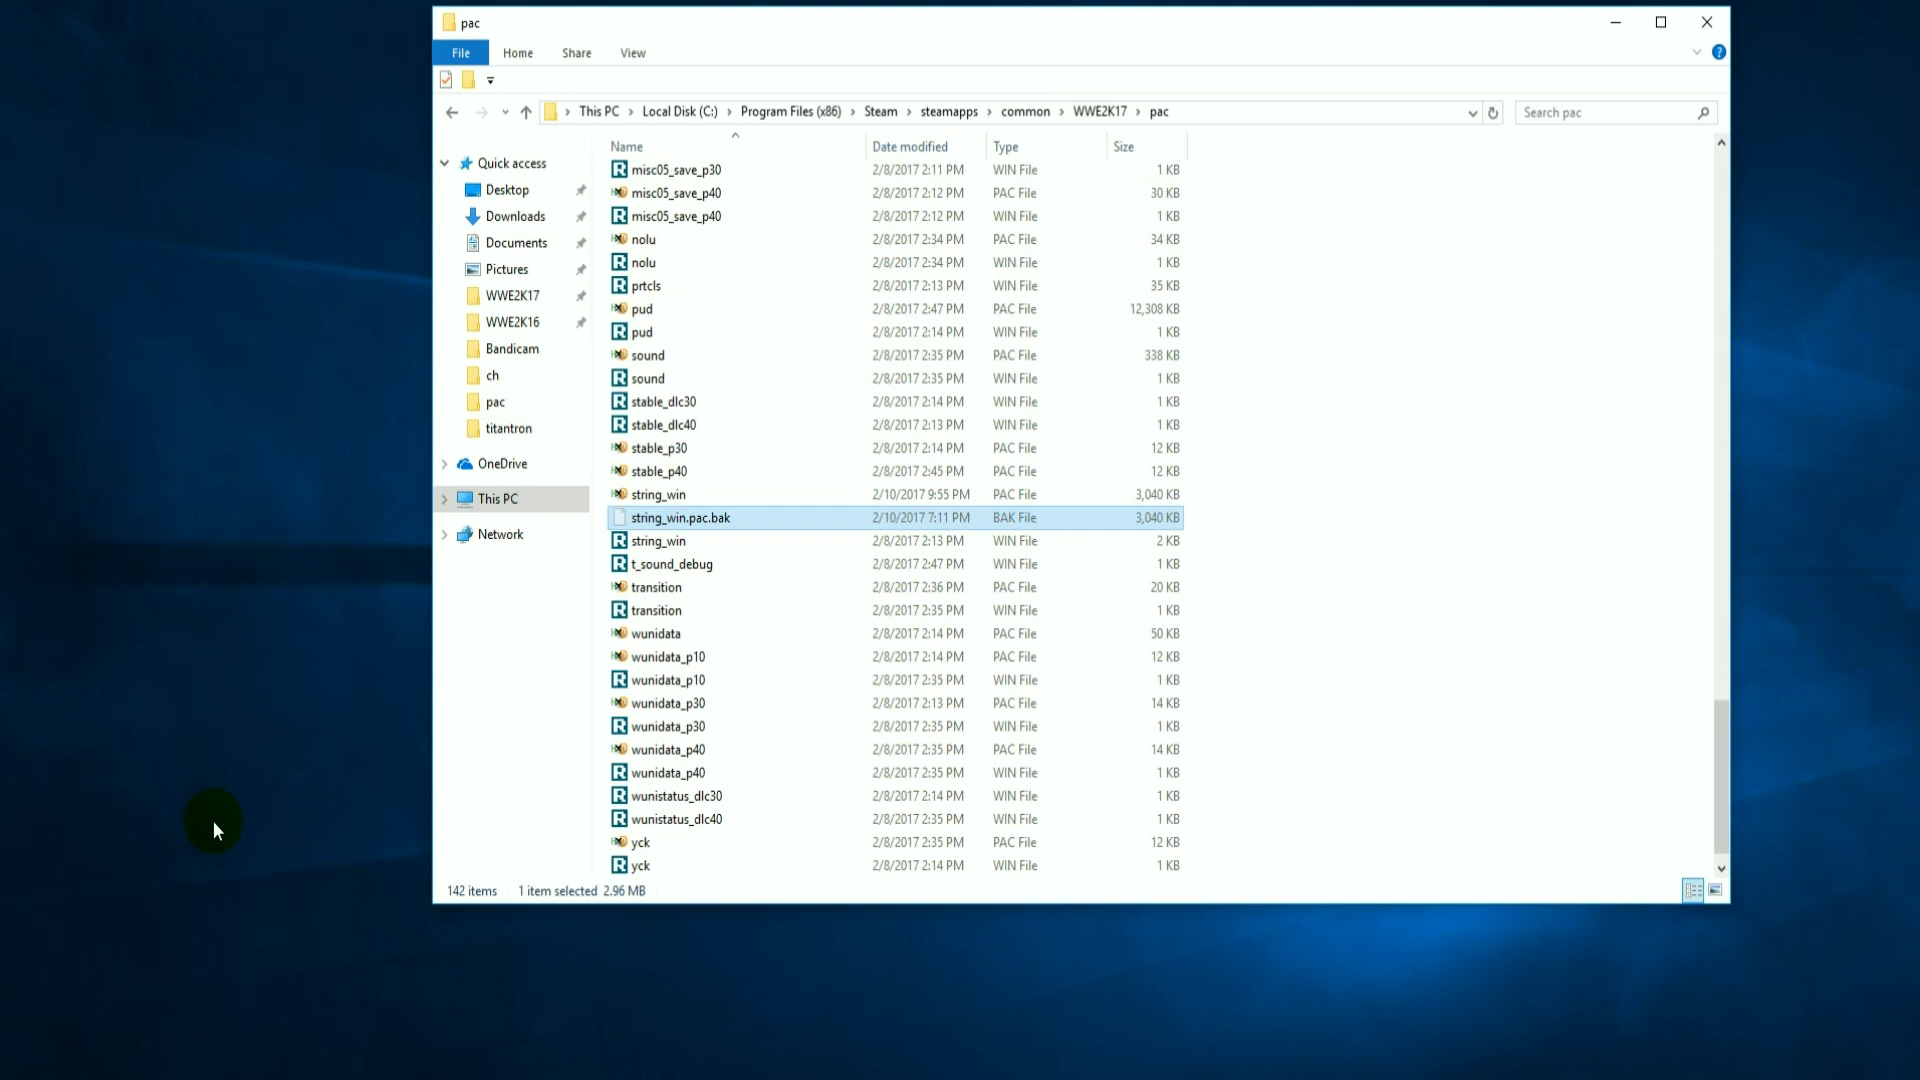 pac
File Home Share View
This PC Local Disk (C:) Program Files (x86) Steam steamapps common WWE2K17 pac Search pac
Quick access
Desktop
Downloads
Documents
Pictures
WWE2K17
WWE2K16
Bandicam
ch
pac
titantron
OneDrive
This PC
Network
Name Date modified Type Size
misc05_save_p30 2/8/2017 2:11 PM WIN File 1 KB
misc05_save_p40 2/8/2017 2:12 PM PAC File 30 KB
misc05_save_p40 2/8/2017 2:12 PM WIN File 1 KB
nolu 2/8/2017 2:34 PM PAC File 34 KB
nolu 2/8/2017 2:34 PM WIN File 1 KB
prtcls 2/8/2017 2:13 PM WIN File 35 KB
pud 2/8/2017 2:47 PM PAC File 12,308 KB
pud 2/8/2017 2:14 PM WIN File 1 KB
sound 2/8/2017 2:35 PM PAC File 338 KB
sound 2/8/2017 2:35 PM WIN File 1 KB
stable_dlc30 2/8/2017 2:14 PM WIN File 1 KB
stable_dlc40 2/8/2017 2:13 PM WIN File 1 KB
stable_p30 2/8/2017 2:14 PM PAC File 12 KB
stable_p40 2/8/2017 2:45 PM PAC File 12 KB
string_win 2/10/2017 9:55 PM PAC File 3,040 KB
string_win.pac.bak 2/10/2017 7:11 PM BAK File 3,040 KB
string_win 2/8/2017 2:13 PM WIN File 2 KB
t_sound_debug 2/8/2017 2:47 PM WIN File 1 KB
transition 2/8/2017 2:36 PM PAC File 20 KB
transition 2/8/2017 2:35 PM WIN File 1 KB
wunidata 2/8/2017 2:14 PM PAC File 50 KB
wunidata_p10 2/8/2017 2:14 PM PAC File 12 KB
wunidata_p10 2/8/2017 2:35 PM WIN File 1 KB
wunidata_p30 2/8/2017 2:13 PM PAC File 14 KB
wunidata_p30 2/8/2017 2:35 PM WIN File 1 KB
wunidata_p40 2/8/2017 2:35 PM PAC File 14 KB
wunidata_p40 2/8/2017 2:35 PM WIN File 1 KB
wunistatus_dlc30 2/8/2017 2:14 PM WIN File 1 KB
wunistatus_dlc40 2/8/2017 2:35 PM WIN File 1 KB
yck 2/8/2017 2:35 PM PAC File 12 KB
yck 2/8/2017 2:14 PM WIN File 1 KB
142 items 1 item selected 2.96 MB